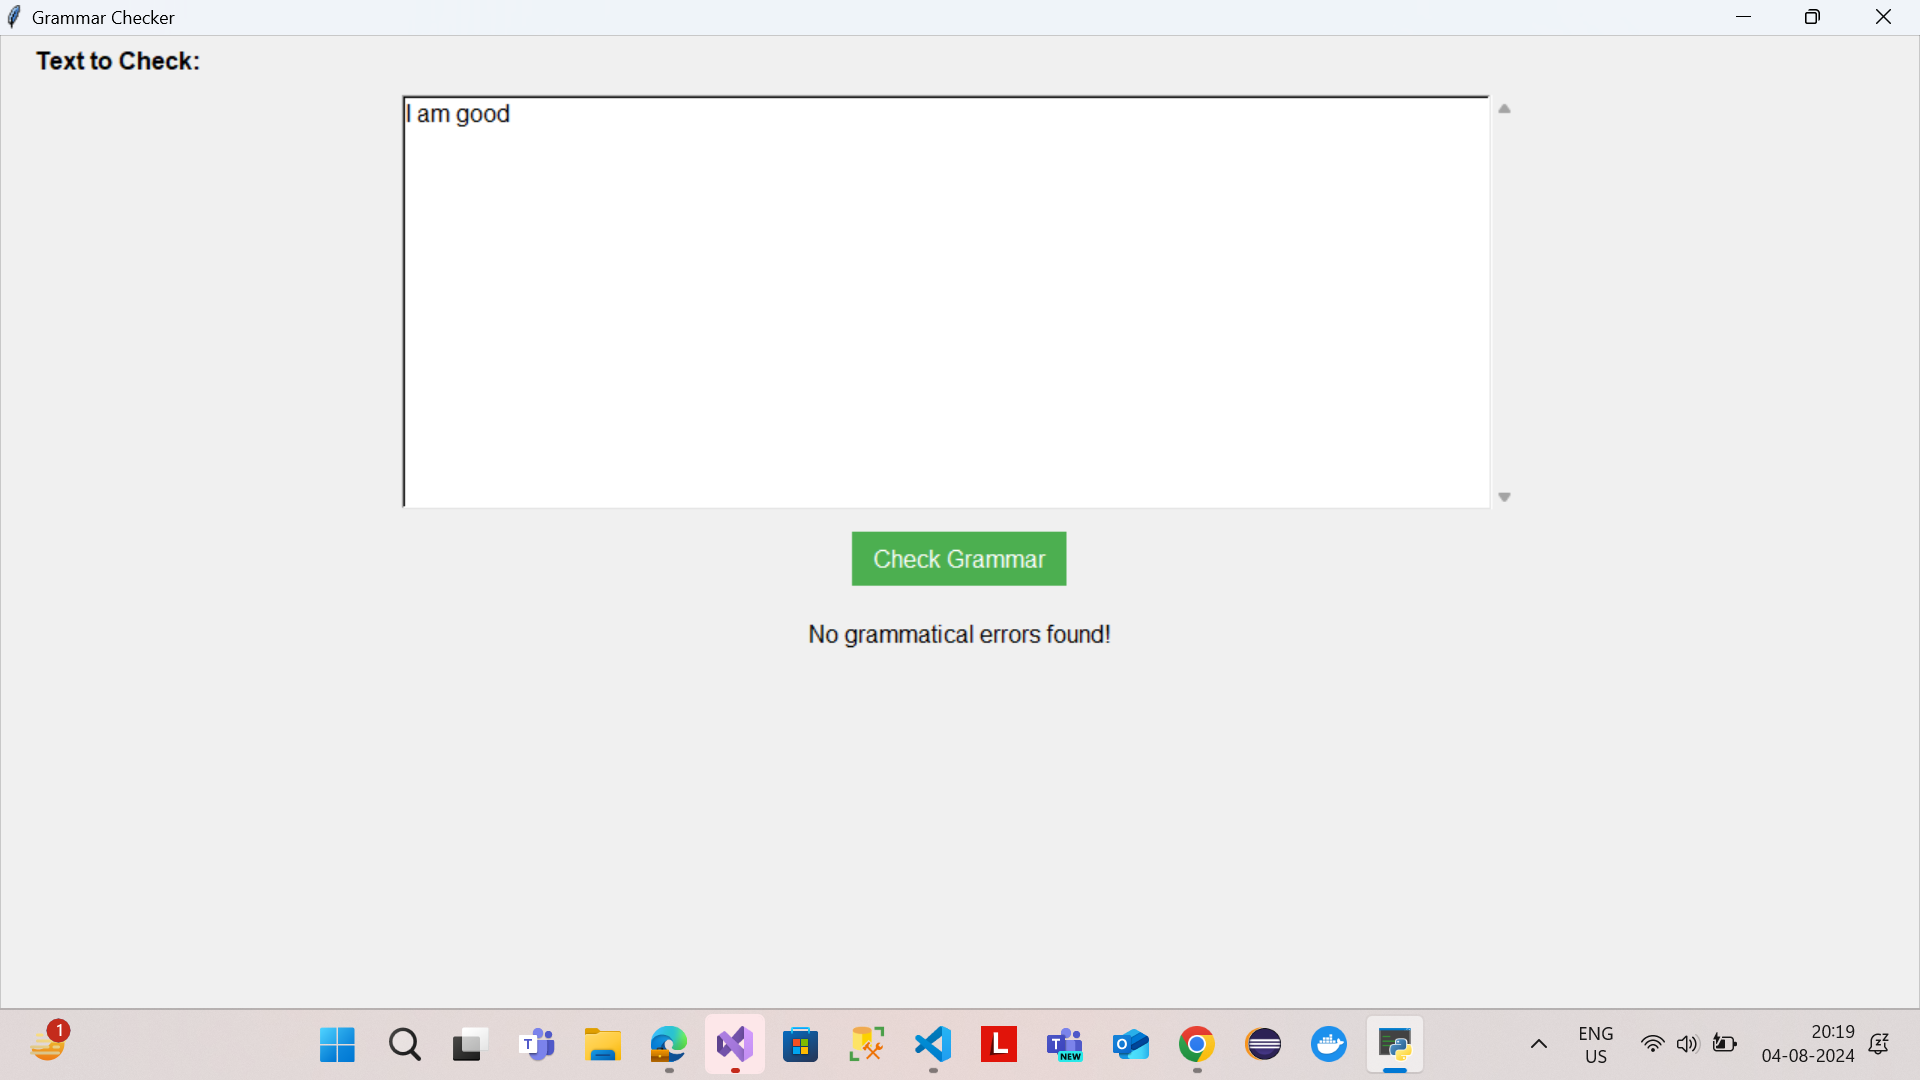 Grammar Checker
Text to Check:
I am good
Check Grammar
No grammatical errors found!
1
T
L
T
NEW
O
ENG
US
20:19
04-08-2024